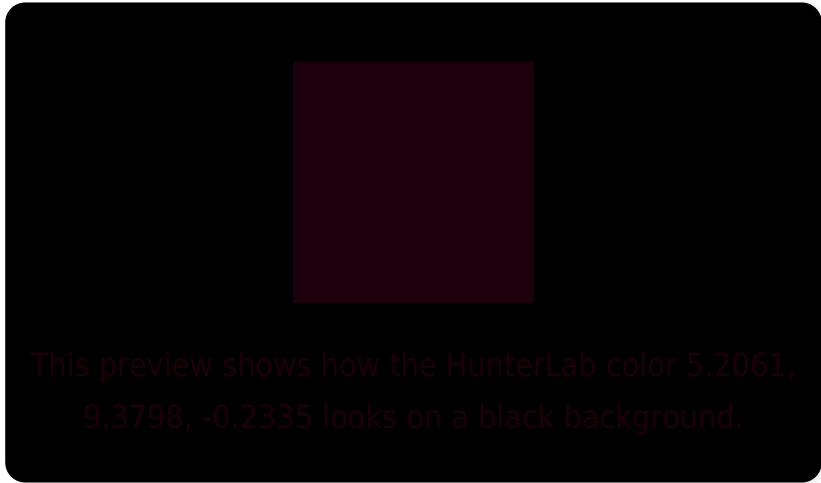 This preview shows how the HunterLab color 5.2061,
9.3798, -0.2335 looks on a black background.